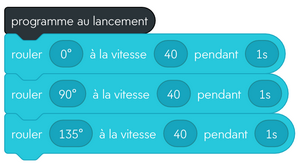 programme au lancement
rouler 0° à la vitesse 40 pendant 1s
rouler 90° à la vitesse 40 pendant 1s
rouler 135° à la vitesse 40 pendant 1s